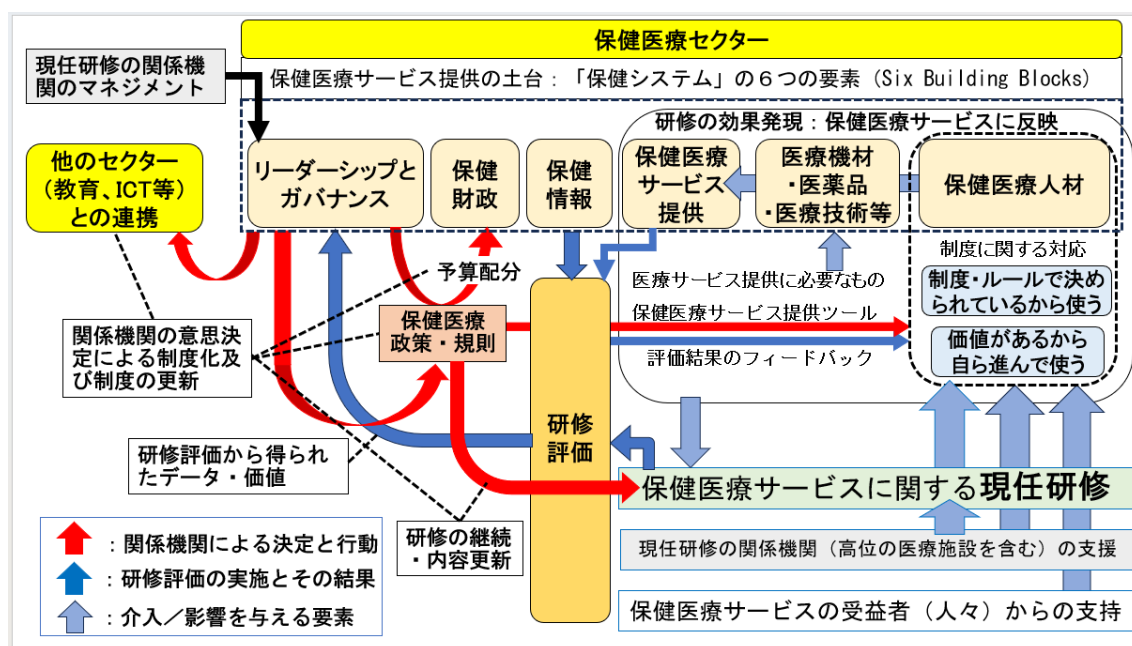 保健医療セクター
現任研修の関係機
関のマネジメント
保健医療サービス提供の土台：「保健システム」の６つの要素（Six Building Blocks）
研修の効果発現：保健医療サービスに反映
他のセクター
（教育、ICT等）
との連携
リーダーシップと
ガバナンス
保健
財政
保健
情報
保健医療
サービス
提供
医療機材
・医薬品
・医療技術等
保健医療人材
制度に関する対応
制度・ルールで決め
られているから使う
価値があるから
自ら進んで使う
予算配分
医療サービス提供に必要なもの
保健医療サービス提供ツール
評価結果のフィードバック
関係機関の意思決
定による制度化及
び制度の更新
保健医療
政策・規則
研修
評価
研修評価から得られ
たデータ・価値
保健医療サービスに関する現任研修
研修の継続
・内容更新
現任研修の関係機関（高位の医療施設を含む）の支援
保健医療サービスの受益者（人々）からの支持
：関係機関による決定と行動
：研修評価の実施とその結果
：介入／影響を与える要素